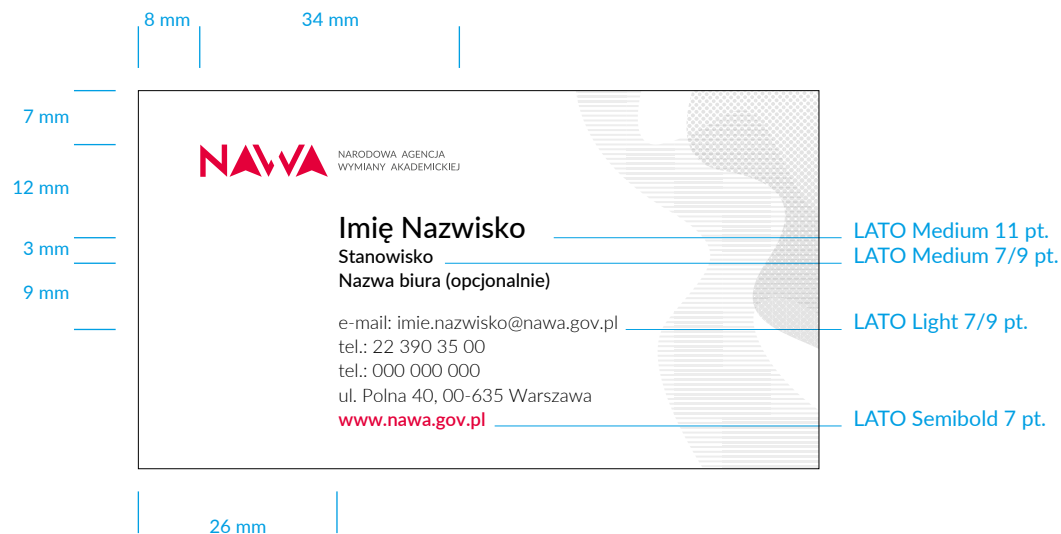 8 mm
34 mm
7 mm
12 mm
3 mm
9 mm
NAWA
NARODOWA AGENCJA
WYMIANY AKADEMICKIEJ
Imię Nazwisko
LATO Medium 11 pt.
Stanowisko
LATO Medium 7/9 pt.
Nazwa biura (opcjonalnie)
e-mail: imie.nazwisko@nawa.gov.pl
LATO Light 7/9 pt.
tel.: 22 390 35 00
tel.: 000 000 000
ul. Polna 40, 00-635 Warszawa
www.nawa.gov.pl
LATO Semibold 7 pt.
26 mm